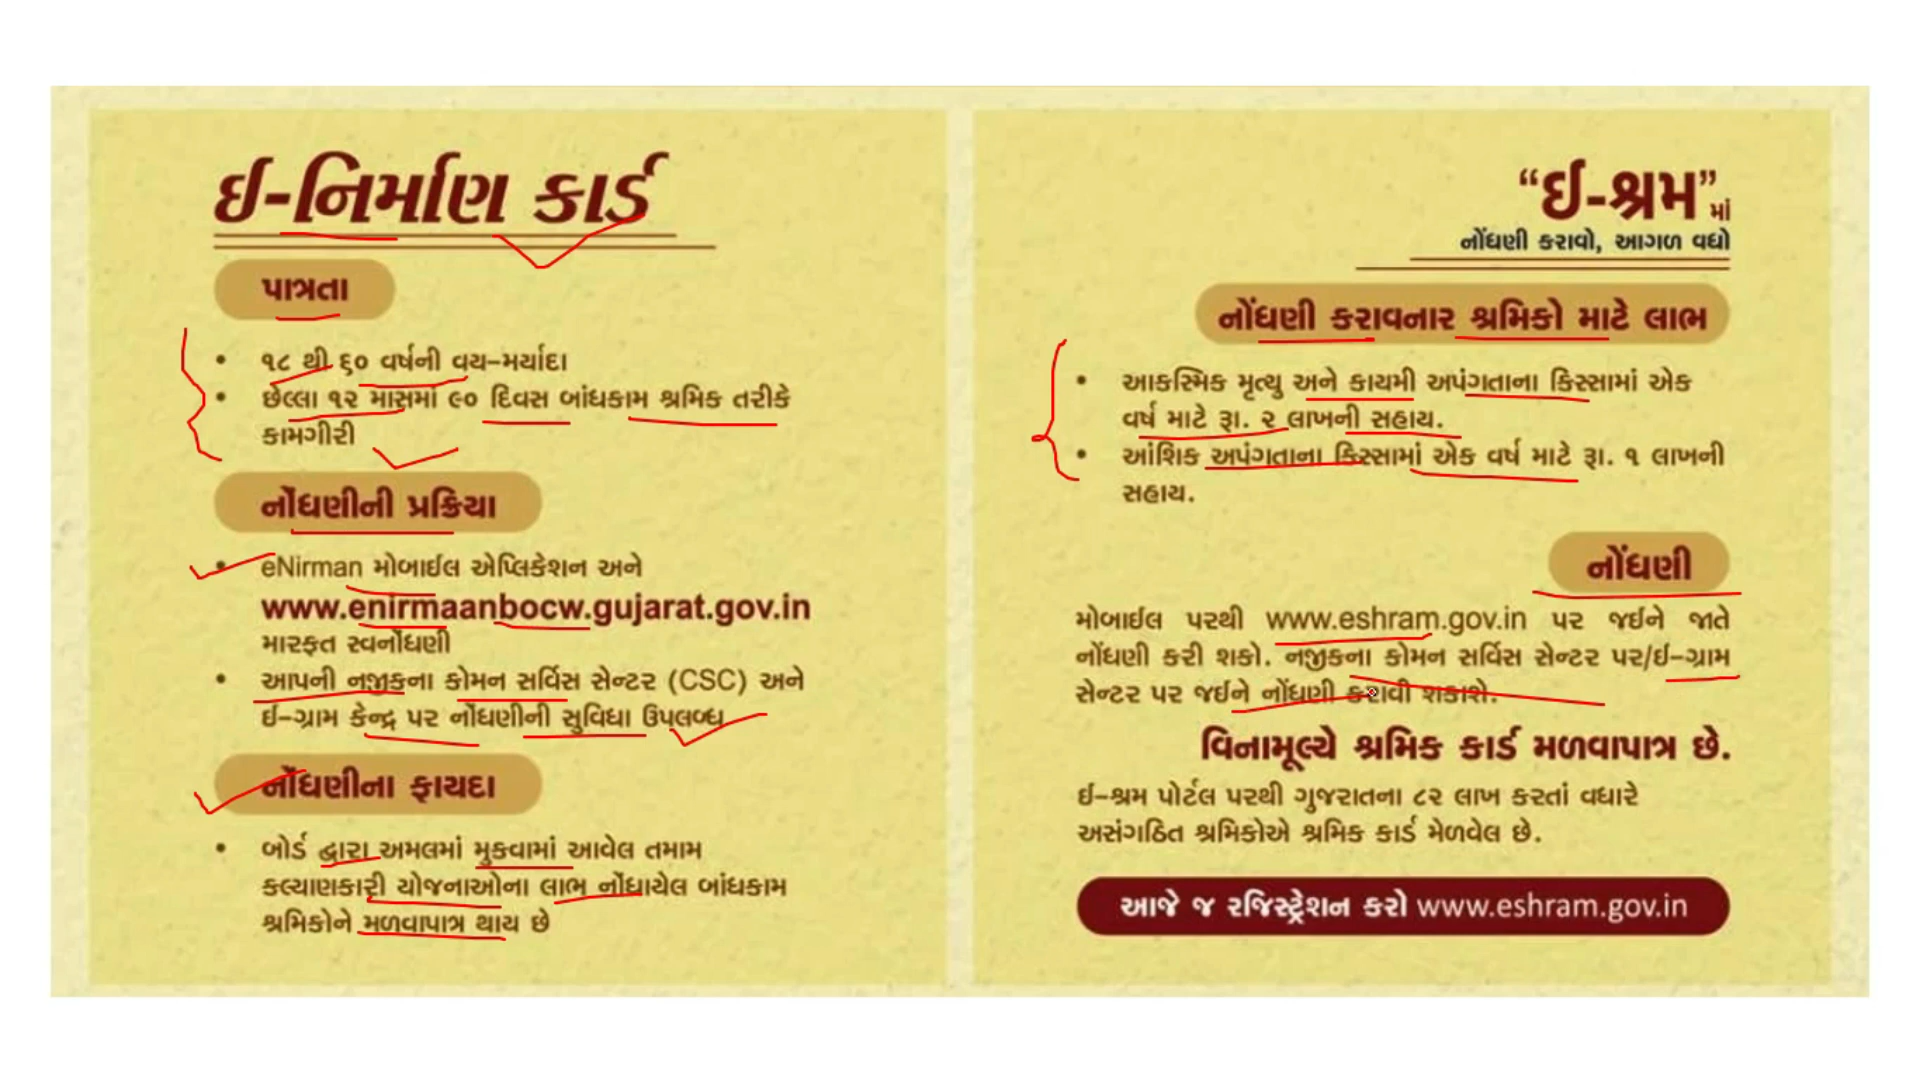 ઈ-નિર્માણ કાર્ડ
પાત્રતા
• ૧૮ થી ૬૦ વર્ષની વય-મર્યાદા
• છેલ્લા ૧૨ માસમાં ૯૦ દિવસ બાંધકામ શ્રમિક તરીકે
કામગીરી
નોંધણીની પ્રક્રિયા
• eNirman મોબાઈલ એપ્લિકેશન અને
www.enirmaanbocw.gujarat.gov.in
મારફત સ્વનોંધણી
• આપની નજીકના કોમન સર્વિસ સેન્ટર (CSC) અને
ઈ-ગ્રામ કેન્દ્ર પર નોંધણીની સુવિધા ઉપલબ્ધ
નોંધણીના ફાયદા
• બોર્ડ દ્વારા અમલમાં મુકવામાં આવેલ તમામ
કલ્યાણકારી યોજનાઓના લાભ નોંધાયેલ બાંધકામ
શ્રમિકોને મળવાપાત્ર થાય છે
“ઈ-શ્રમ”માં
નોંધણી કરાવો, આગળ વધો
નોંધણી કરાવનાર શ્રમિકો માટે લાભ
• આકસ્મિક મૃત્યુ અને કાયમી અપંગતાના કિસ્સામાં એક
વર્ષ માટે રૂા. ૨ લાખની સહાય.
• આંશિક અપંગતાના કિસ્સામાં એક વર્ષ માટે રૂા. ૧ લાખની
સહાય.
નોંધણી
મોબાઈલ પરથી www.eshram.gov.in પર જઈને જાતે
નોંધણી કરી શકો. નજીકના કોમન સર્વિસ સેન્ટર પર/ઈ-ગ્રામ
સેન્ટર પર જઈને નોંધણી કરાવી શકાશે.
વિનામૂલ્યે શ્રમિક કાર્ડ મળવાપાત્ર છે.
ઈ-શ્રમ પોર્ટલ પરથી ગુજરાતના ૮૨ લાખ કરતાં વધારે
અસંગઠિત શ્રમિકોએ શ્રમિક કાર્ડ મેળવેલ છે.
આજે જ રજિસ્ટ્રેશન કરો www.eshram.gov.in